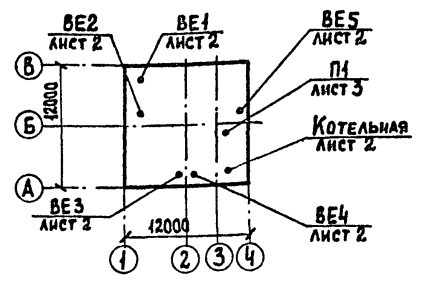 ВЕ2
лист 2
ВЕ1
лист 2
ВЕ5
лист 2
П1
лист 3
Котельная
лист 2
В
Б
А
12000
ВЕ3
лист 2
12000
ВЕ4
лист 2
1
2
3
4